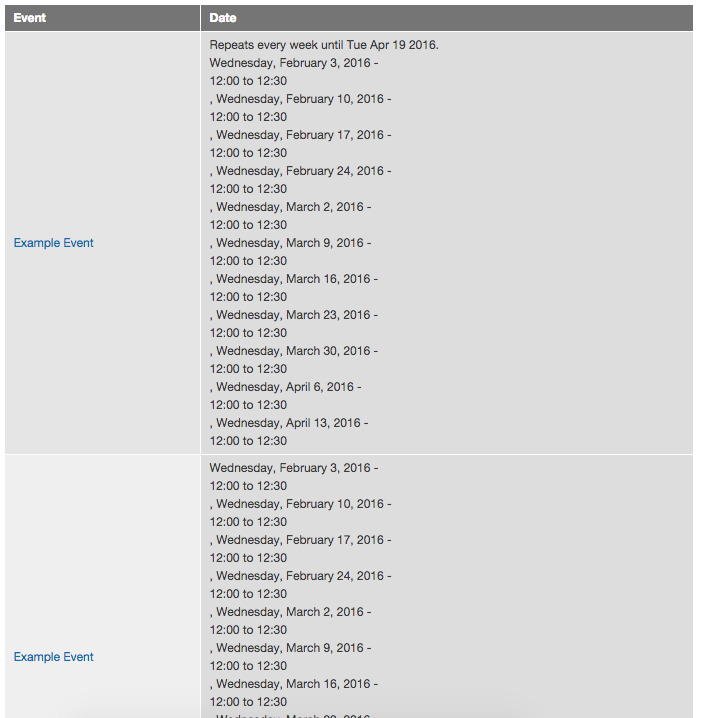 Event Date
Repeats every week until Tue Apr 19 2016.
Wednesday, February 3, 2016 -
12:00 to 12:30
, Wednesday, February 10, 2016 -
12:00 to 12:30
, Wednesday, February 17, 2016 -
12:00 to 12:30
, Wednesday, February 24, 2016 -
12:00 to 12:30
, Wednesday, March 2, 2016 -
12:00 to 12:30
Example Event , Wednesday, March 9, 2016 -
12:00 to 12:30
, Wednesday, March 16, 2016 -
12:00 to 12:30
, Wednesday, March 23, 2016 -
12:00 to 12:30
, Wednesday, March 30, 2016 -
12:00 to 12:30
, Wednesday, April 6, 2016 -
12:00 to 12:30
, Wednesday, April 13, 2016 -
12:00 to 12:30
Wednesday, February 3, 2016 -
12:00 to 12:30
, Wednesday, February 10, 2016 -
12:00 to 12:30
, Wednesday, February 17, 2016 -
12:00 to 12:30
, Wednesday, February 24, 2016 -
12:00 to 12:30
, Wednesday, March 2, 2016 -
12:00 to 12:30
, Wednesday, March 9, 2016 -
Example Event
12:00 to 12:30
, Wednesday, March 16, 2016 -
12:00 to 12:30